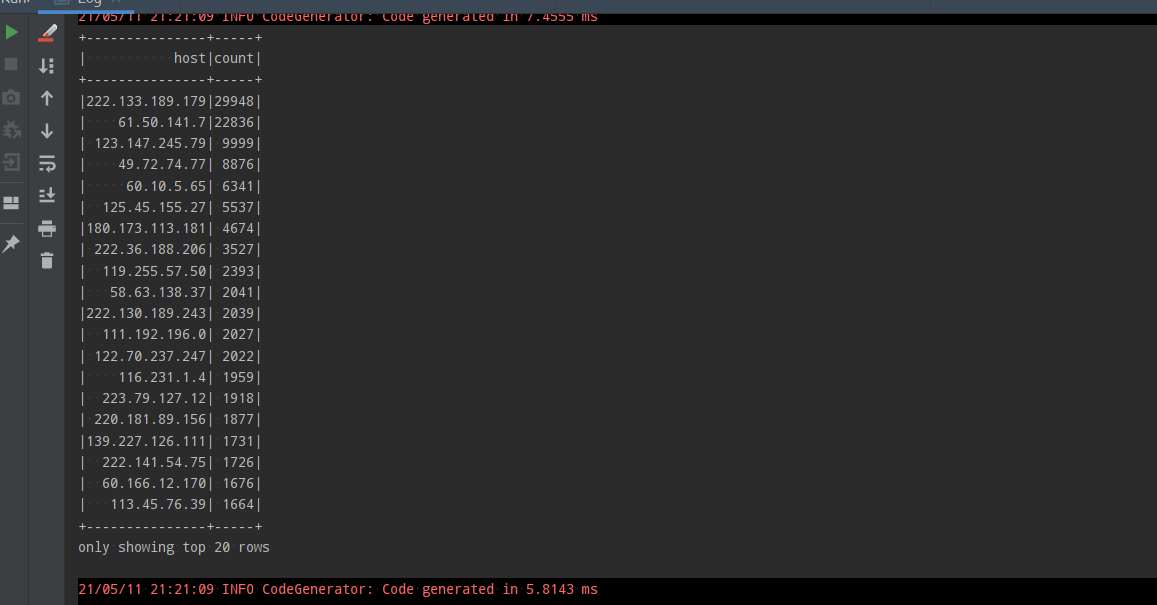 Run: Log ×
21/05/11 21:21:09 INFO CodeGenerator: Code generated in 7.4555 ms
+---------------+-----+
|           host|count|
+---------------+-----+
|222.133.189.179|29948|
|    61.50.141.7|22836|
| 123.147.245.79| 9999|
|    49.72.74.77| 8876|
|     60.10.5.65| 6341|
|  125.45.155.27| 5537|
|180.173.113.181| 4674|
| 222.36.188.206| 3527|
|  119.255.57.50| 2393|
|   58.63.138.37| 2041|
|222.130.189.243| 2039|
|  111.192.196.0| 2027|
| 122.70.237.247| 2022|
|    116.231.1.4| 1959|
|  223.79.127.12| 1918|
| 220.181.89.156| 1877|
|139.227.126.111| 1731|
|  222.141.54.75| 1726|
|  60.166.12.170| 1676|
|   113.45.76.39| 1664|
+---------------+-----+
only showing top 20 rows
21/05/11 21:21:09 INFO CodeGenerator: Code generated in 5.8143 ms